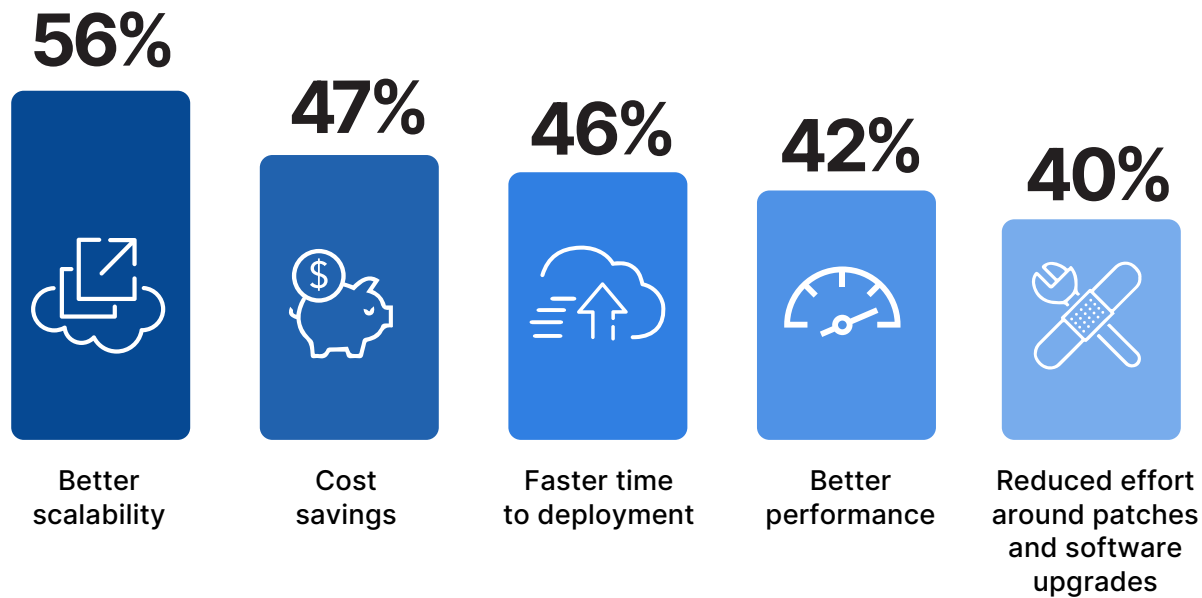 56%
47%
46%
42%
40%
$
Better
scalability
Cost
savings
Faster time
to deployment
Better
performance
Reduced effort
around patches
and software
upgrades